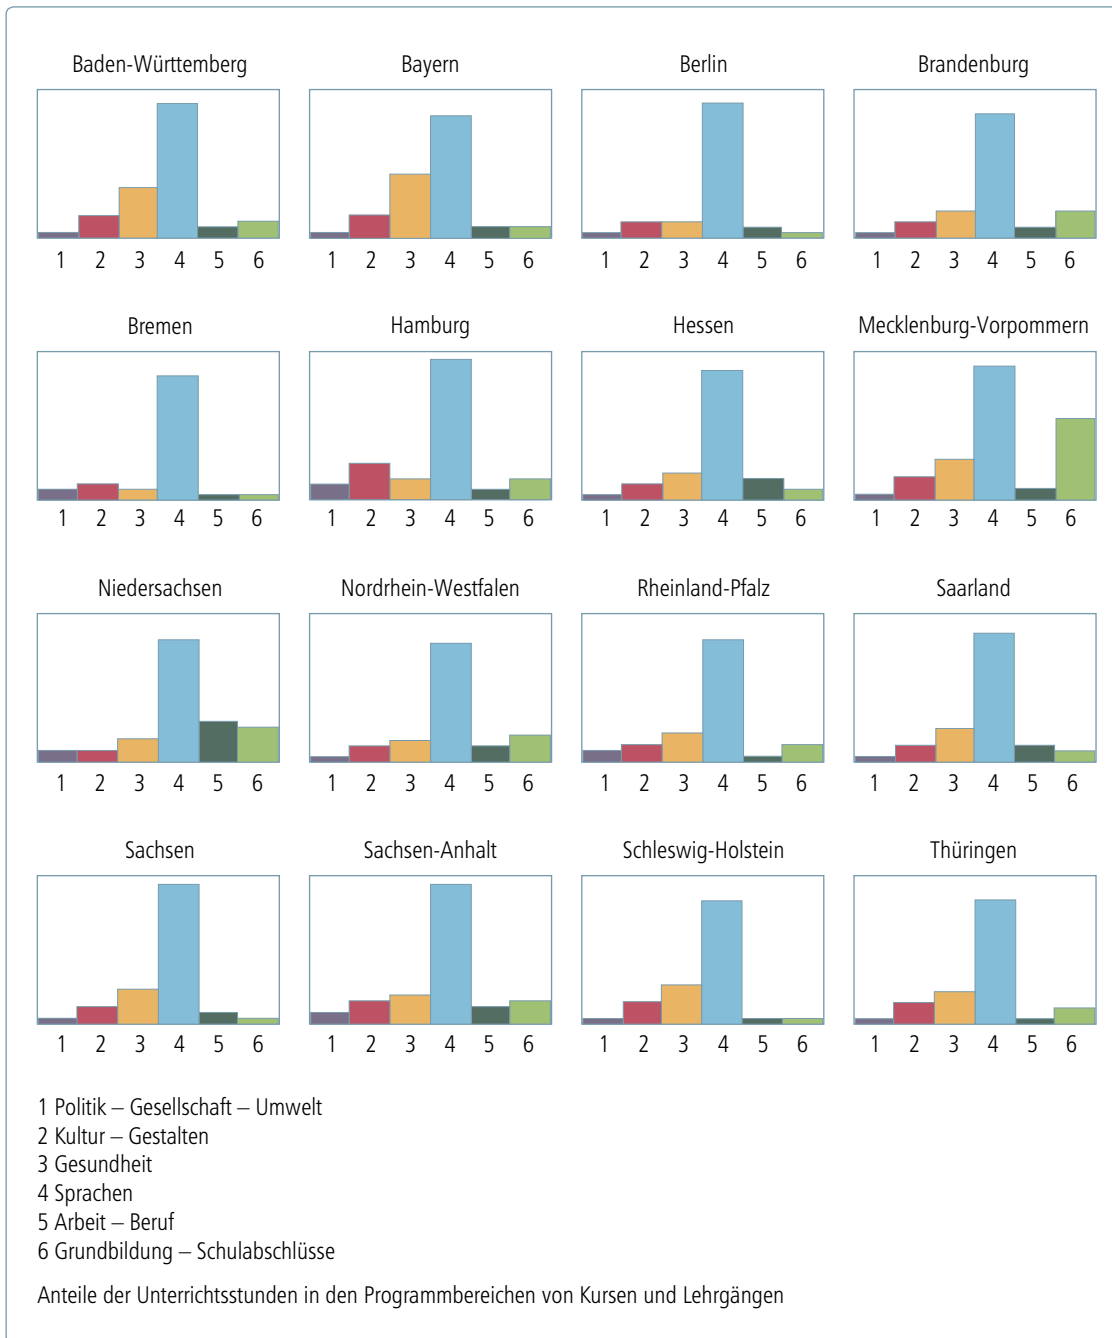 Baden-Württemberg Bayern Berlin Brandenburg
1 2 3 4 5 6 1 2 3 4 5 6 1 2 3 4 5 6 1 2 3 4 5 6
Bremen Hamburg Hessen Mecklenburg-Vorpommern
1 2 3 4 5 6 1 2 3 4 5 6 1 2 3 4 5 6 1 2 3 4 5 6
Niedersachsen Nordrhein-Westfalen Rheinland-Pfalz Saarland
1 2 3 4 5 6 1 2 3 4 5 6 1 2 3 4 5 6 1 2 3 4 5 6
Sachsen Sachsen-Anhalt Schleswig-Holstein Thüringen
1 2 3 4 5 6 1 2 3 4 5 6 1 2 3 4 5 6 1 2 3 4 5 6
1 Politik – Gesellschaft – Umwelt
2 Kultur – Gestalten
3 Gesundheit
4 Sprachen
5 Arbeit – Beruf
6 Grundbildung – Schulabschlüsse
Anteile der Unterrichtsstunden in den Programmbereichen von Kursen und Lehrgängen